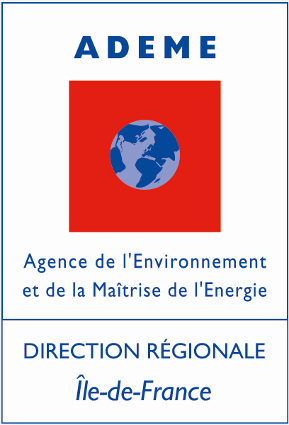 ADEME
Agence de l'Environnement
et de la Maîtrise de l'Energie
DIRECTION RÉGIONALE
Île-de-France